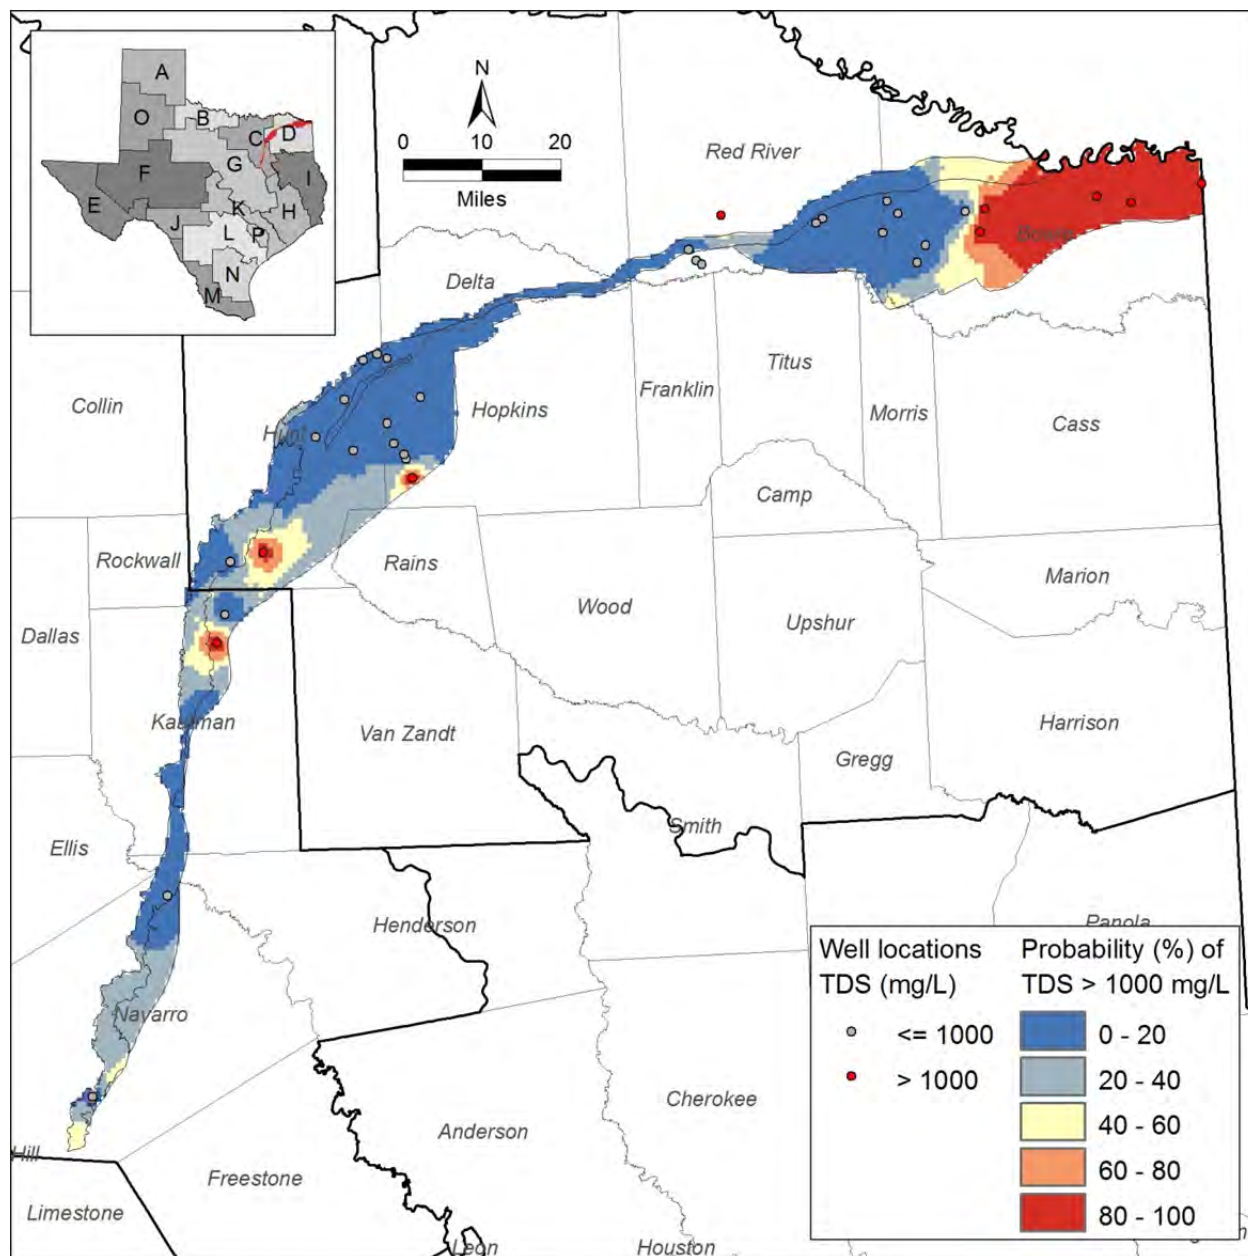 A
O
B
C
D
F
G
I
E
K
H
J
L
P
N
M
N
0 10 20
Miles
Red River
Bowie
Delta
Titus
Franklin
Hopkins
Morris
Collin
Cass
Hunt
Camp
Rockwall
Rains
Marion
Wood
Upshur
Dallas
Kaufman
Van Zandt
Harrison
Gregg
Smith
Ellis
Henderson
Panola
Navarro
Cherokee
Anderson
Hill
Freestone
Limestone
Leon
Houston
Well locations
TDS (mg/L)
<= 1000
> 1000
Probability (%) of
TDS > 1000 mg/L
0 - 20
20 - 40
40 - 60
60 - 80
80 - 100